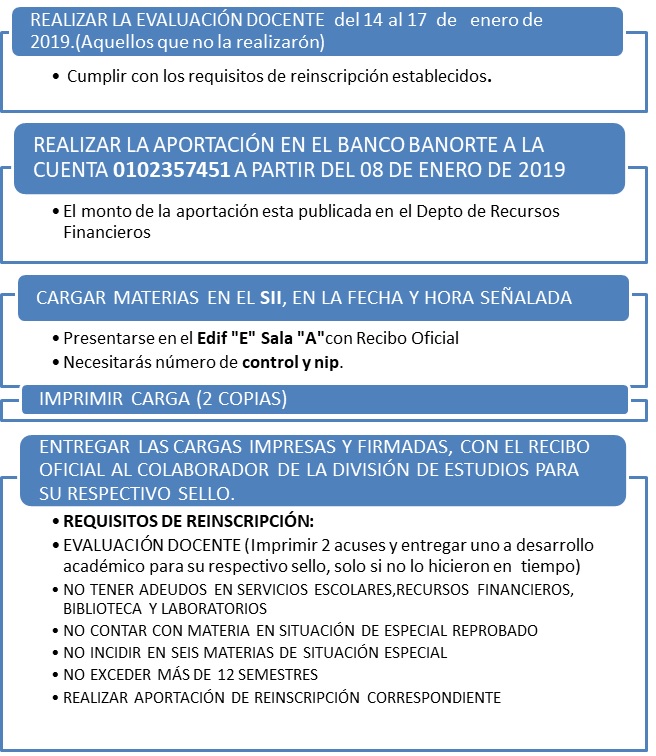 REALIZAR LA EVALUACIÓN DOCENTE del 14 al 17 de enero de
2019.(Aquellos que no la realizarón)
• Cumplir con los requisitos de reinscripción establecidos.
REALIZAR LA APORTACIÓN EN EL BANCO BANORTE A LA
CUENTA 0102357451 A PARTIR DEL 08 DE ENERO DE 2019
• El monto de la aportación esta publicada en el Depto de Recursos
Financieros
CARGAR MATERIAS EN EL SII, EN LA FECHA Y HORA SEÑALADA
• Presentarse en el Edif "E" Sala "A"con Recibo Oficial
• Necesitarás número de control y nip.
IMPRIMIR CARGA (2 COPIAS)
ENTREGAR LAS CARGAS IMPRESAS Y FIRMADAS, CON EL RECIBO
OFICIAL AL COLABORADOR DE LA DIVISIÓN DE ESTUDIOS PARA
SU RESPECTIVO SELLO.
• REQUISITOS DE REINSCRIPCIÓN:
• EVALUACIÓN DOCENTE (Imprimir 2 acuses y entregar uno a desarrollo
académico para su respectivo sello, solo si no lo hicieron en tiempo)
• NO TENER ADEUDOS EN SERVICIOS ESCOLARES,RECURSOS FINANCIEROS,
BIBLIOTECA Y LABORATORIOS
• NO CONTAR CON MATERIA EN SITUACIÓN DE ESPECIAL REPROBADO
• NO INCIDIR EN SEIS MATERIAS DE SITUACIÓN ESPECIAL
• NO EXCEDER MÁS DE 12 SEMESTRES
• REALIZAR APORTACIÓN DE REINSCRIPCIÓN CORRESPONDIENTE